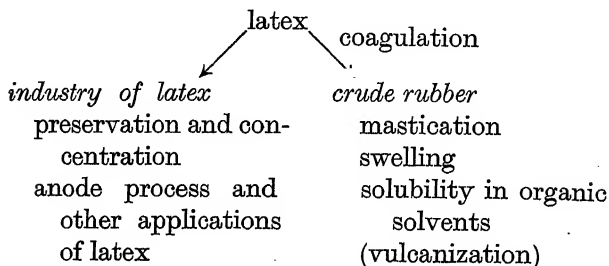 latex
coagulation
industry of latex
preservation and con-
centration
anode process and
other applications
of latex
crude rubber
mastication
swelling
solubility in organic
solvents
(vulcanization)